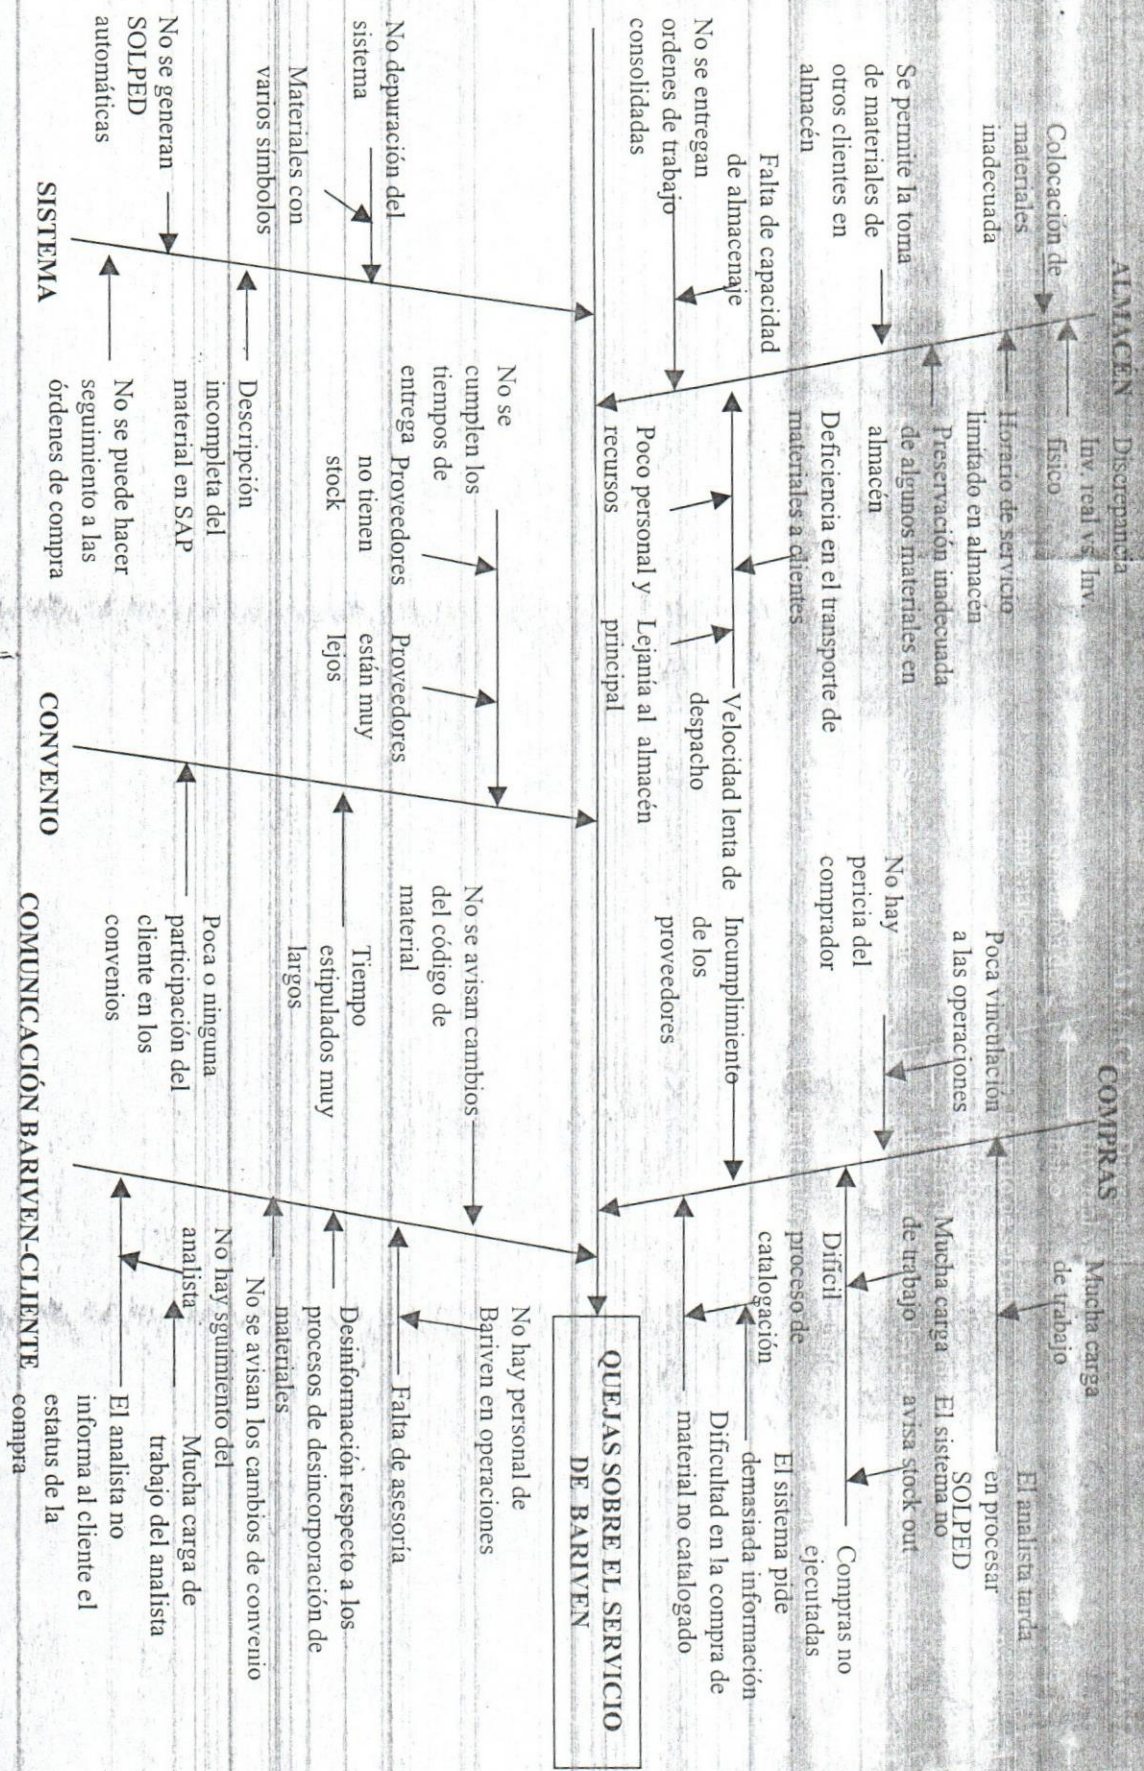 ALMACÉN
Discrepancia
Inv. real vs. Inv.
físico
Colocación de
materiales
inadecuada
Horario de servicio
limitado en almacén
Se permite la toma
de materiales de
otros clientes en
almacén
Preservación inadecuada
de algunos materiales en
almacén
Falta de capacidad
de almacenaje
No se entregan
ordenes de trabajo
consolidadas
Deficiencia en el transporte de
materiales a clientes
Velocidad lenta de
despacho
Poco personal y
recursos
Lejanía al almacén
principal
COMPRAS
Mucha carga
de trabajo
El analista tarda
en procesar
SOLPED
Poca vinculación
a las operaciones
No hay
pericia del
comprador
Mucha carga
de trabajo
El sistema no
avisa stock out
Compras no
ejecutadas
Incumplimiento
de los
proveedores
Difícil
proceso de
catalogación
El sistema pide
demasiada información
Dificultad en la compra de
material no catalogado
QUEJAS SOBRE EL SERVICIO
DE BARIVEN
No depuración del
sistema
Materiales con
varios símbolos
No se generan
SOLPED
automáticas
Descripción
incompleta del
material en SAP
No se puede hacer
seguimiento a las
órdenes de compra
SISTEMA
No se
cumplen los
tiempos de
entrega
Proveedores
no tienen
stock
Proveedores
están muy
lejos
Tiempo
estipulados muy
largos
Poca o ninguna
participación del
cliente en los
convenios
CONVENIO
No se avisan cambios
del código de
material
No hay personal de
Bariven en operaciones
Falta de asesoría
Desinformación respecto a los
procesos de desincorporación de
materiales
No se avisan los cambios de convenio
No hay sguimiento del
analista
Mucha carga de
trabajo del analista
El analista no
informa al cliente el
estatus de la
compra
COMUNICACIÓN BARIVEN-CLIENTE